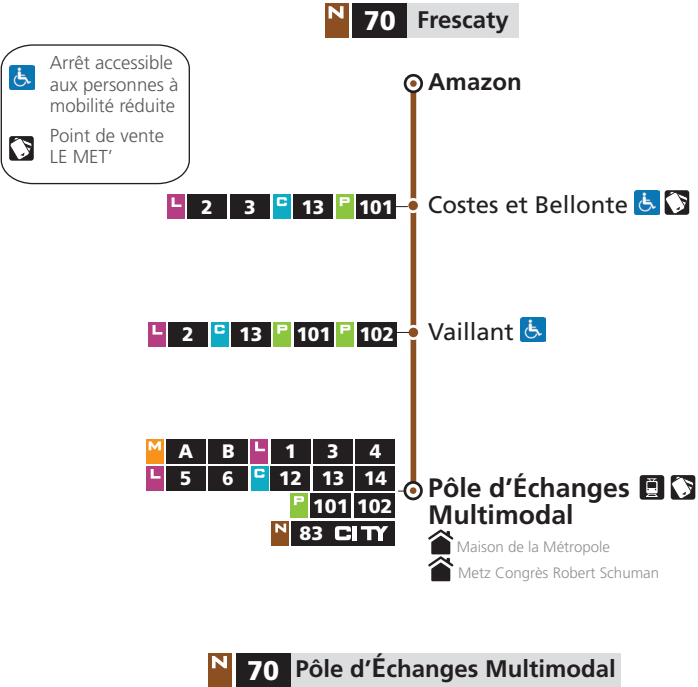 N 70 Frescaty
Arrêt accessible
aux personnes à
mobilité réduite
Point de vente
LE MET'
Amazon
L 2 3 C 13 P 101
Costes et Bellonte
L 2 C 13 P 101 P 102
Vaillant
M A B L 1 3 4
L 5 6 C 12 13 14
P 101 102
N 83 CITY
Pôle d'Échanges
Multimodal
Maison de la Métropole
Metz Congrès Robert Schuman
N 70 Pôle d'Échanges Multimodal